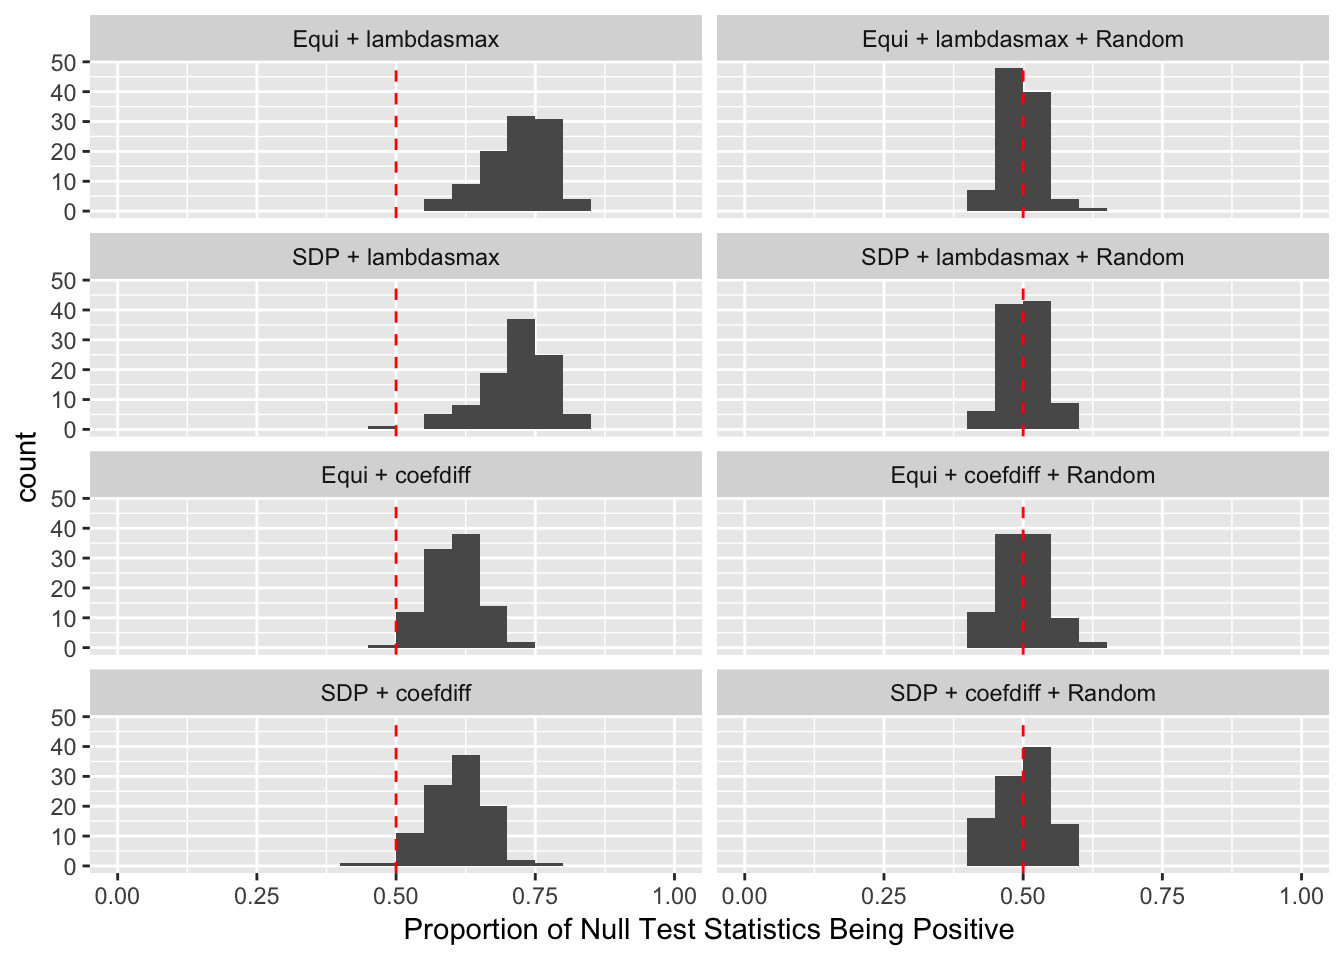 Equi + lambdasmax
Equi + lambdasmax + Random
50
40
30
20
10
0
SDP + lambdasmax
SDP + lambdasmax + Random
50
40
30
20
10
0
Equi + coefdiff
Equi + coefdiff + Random
50
40
30
20
10
0
SDP + coefdiff
SDP + coefdiff + Random
50
40
30
20
10
0
count
0.00 0.25 0.50 0.75 1.00 0.00 0.25 0.50 0.75 1.00
Proportion of Null Test Statistics Being Positive